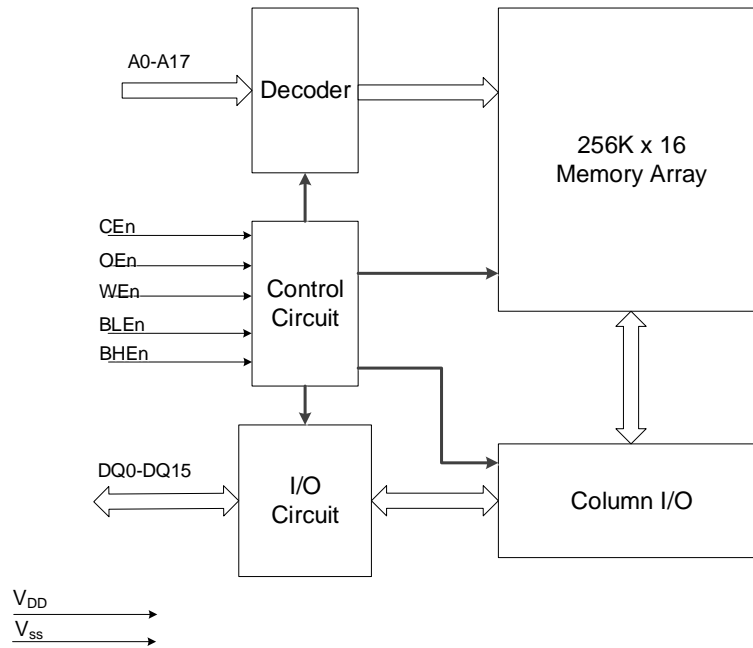 A0-A17
Decoder
256K x 16
Memory Array
CEn
OEn
WEn
BLEn
BHEn
Control
Circuit
DQ0-DQ15
I/O
Circuit
Column I/O
VDD
Vss